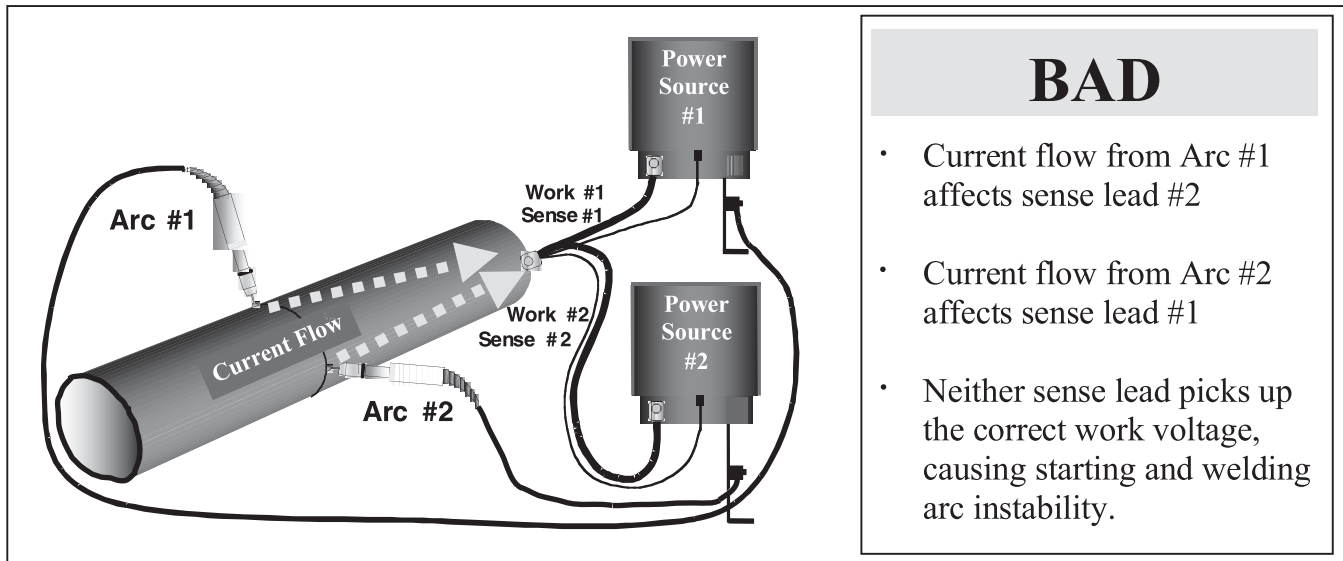 Power
Source
#1
Arc #1
Work #1
Sense #1
Current Flow
Work #2
Sense #2
Power
Source
#2
Arc #2
BAD
· Current flow from Arc #1
affects sense lead #2
· Current flow from Arc #2
affects sense lead #1
· Neither sense lead picks up
the correct work voltage,
causing starting and welding
arc instability.